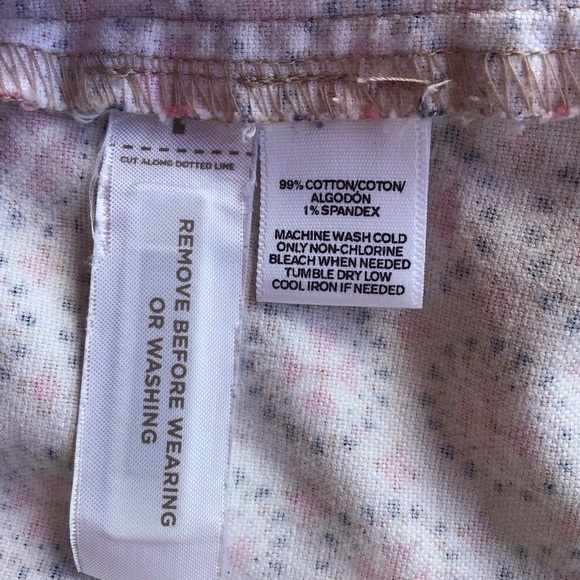 CUT ALONG DOTTED LINE
REMOVE BEFORE WEARING
OR WASHING
99% COTTON/COTON/
ALGODÓN
1% SPANDEX
MACHINE WASH COLD
ONLY NON-CHLORINE
BLEACH WHEN NEEDED
TUMBLE DRY LOW
COOL IRON IF NEEDED